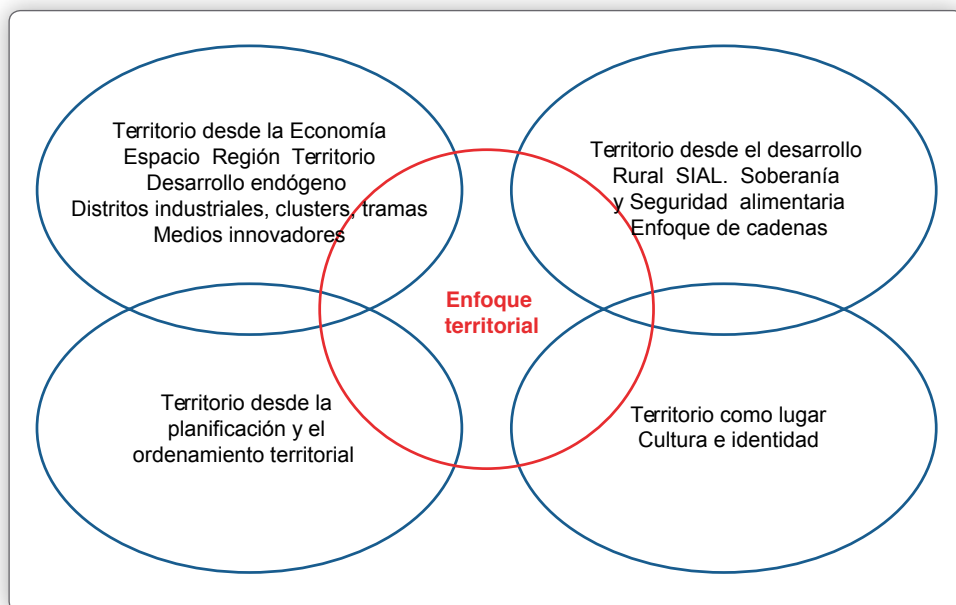 Territorio desde la Economía
Espacio Región Territorio
Desarrollo endógeno
Distritos industriales, clusters, tramas
Medios innovadores
Territorio desde el desarrollo
Rural SIAL. Soberanía
y Seguridad alimentaria
Enfoque de cadenas
Enfoque
territorial
Territorio desde la
planificación y el
ordenamiento territorial
Territorio como lugar
Cultura e identidad